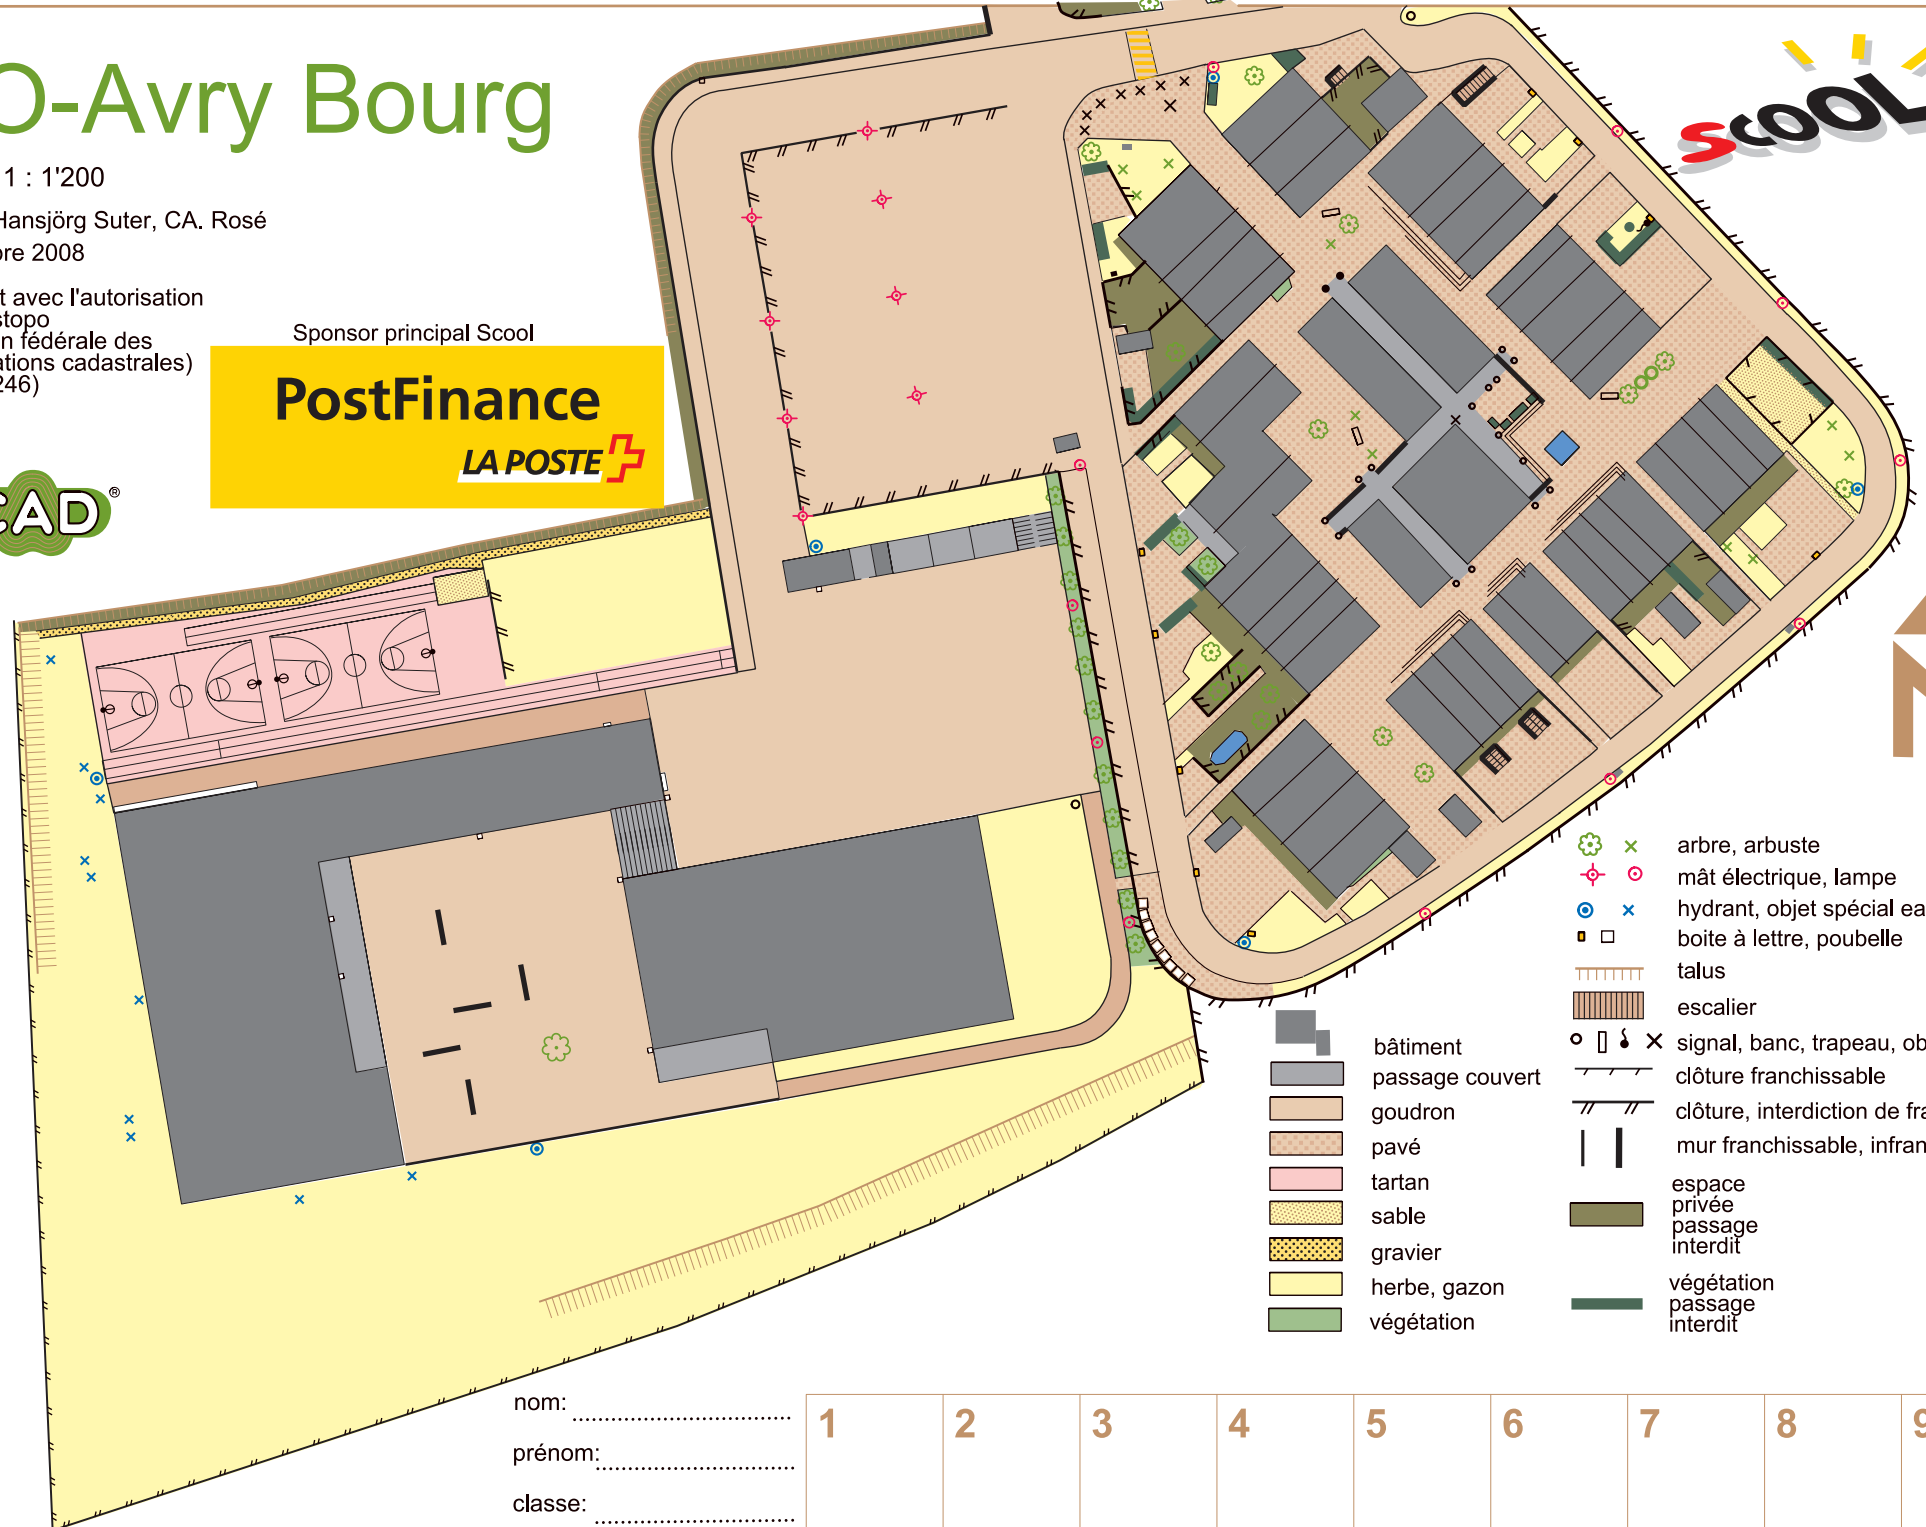 O-Avry Bourg
1 : 1'200
Hansjörg Suter, CA. Rosé
bre 2008
t avec l'autorisation
stopo
n fédérale des
ations cadastrales)
246)
Sponsor principal Scool
PostFinance
LA POSTE
CAD®
scool
arbre, arbuste
mât électrique, lampe
hydrant, objet spécial ea
boite à lettre, poubelle
talus
escalier
signal, banc, trapeau, ob
clôture franchissable
clôture, interdiction de fra
mur franchissable, infran
espace
privée
passage
interdit
végétation
passage
interdit
bâtiment
passage couvert
goudron
pavé
tartan
sable
gravier
herbe, gazon
végétation
nom:
prénom:
classe:
1 2 3 4 5 6 7 8 9